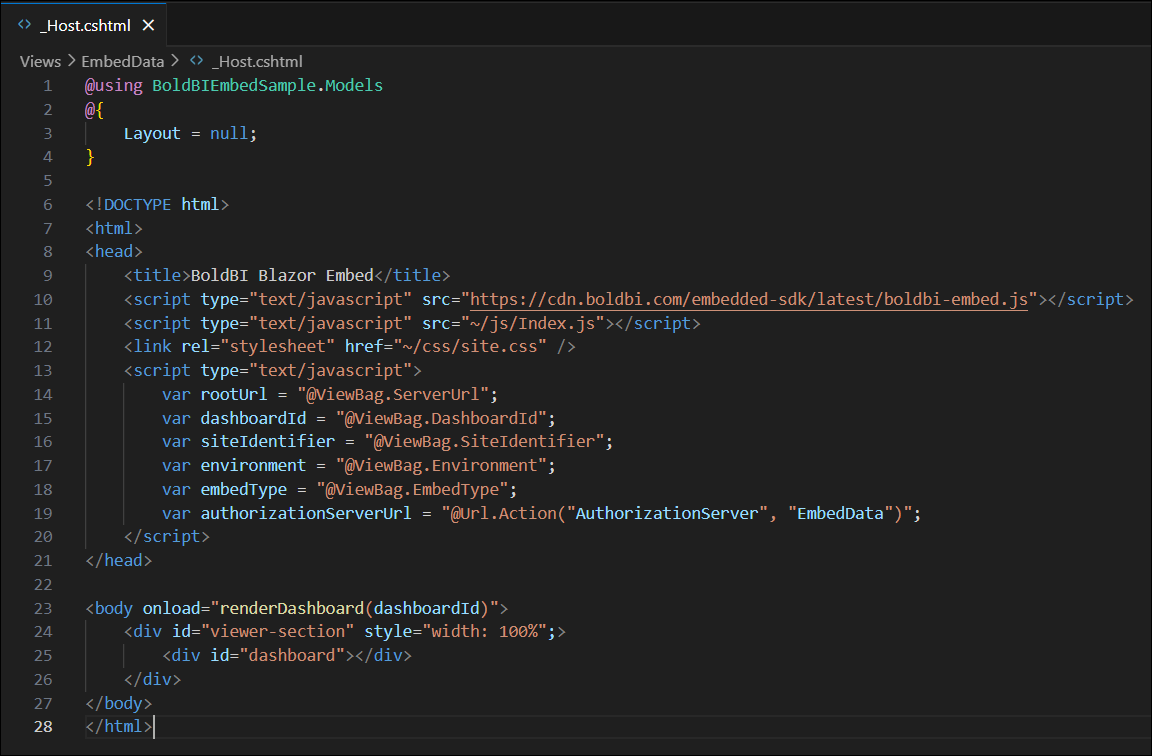 _Host.cshtml
Views > EmbedData > _Host.cshtml
1 @using BoldBIEmbedSample.Models
2 @{
3     Layout = null;
4 }
5
6 <!DOCTYPE html>
7 <html>
8 <head>
9     <title>BoldBI Blazor Embed</title>
10     <script type="text/javascript" src="https://cdn.boldbi.com/embedded-sdk/latest/boldbi-embed.js"></script>
11     <script type="text/javascript" src="~/js/Index.js"></script>
12     <link rel="stylesheet" href="~/css/site.css" />
13     <script type="text/javascript">
14         var rootUrl = "@ViewBag.ServerUrl";
15         var dashboardId = "@ViewBag.DashboardId";
16         var siteIdentifier = "@ViewBag.SiteIdentifier";
17         var environment = "@ViewBag.Environment";
18         var embedType = "@ViewBag.EmbedType";
19         var authorizationServerUrl = "@Url.Action("AuthorizationServer", "EmbedData")";
20     </script>
21 </head>
22
23 <body onload="renderDashboard(dashboardId)">
24     <div id="viewer-section" style="width: 100%";>
25         <div id="dashboard"></div>
26     </div>
27 </body>
28 </html>